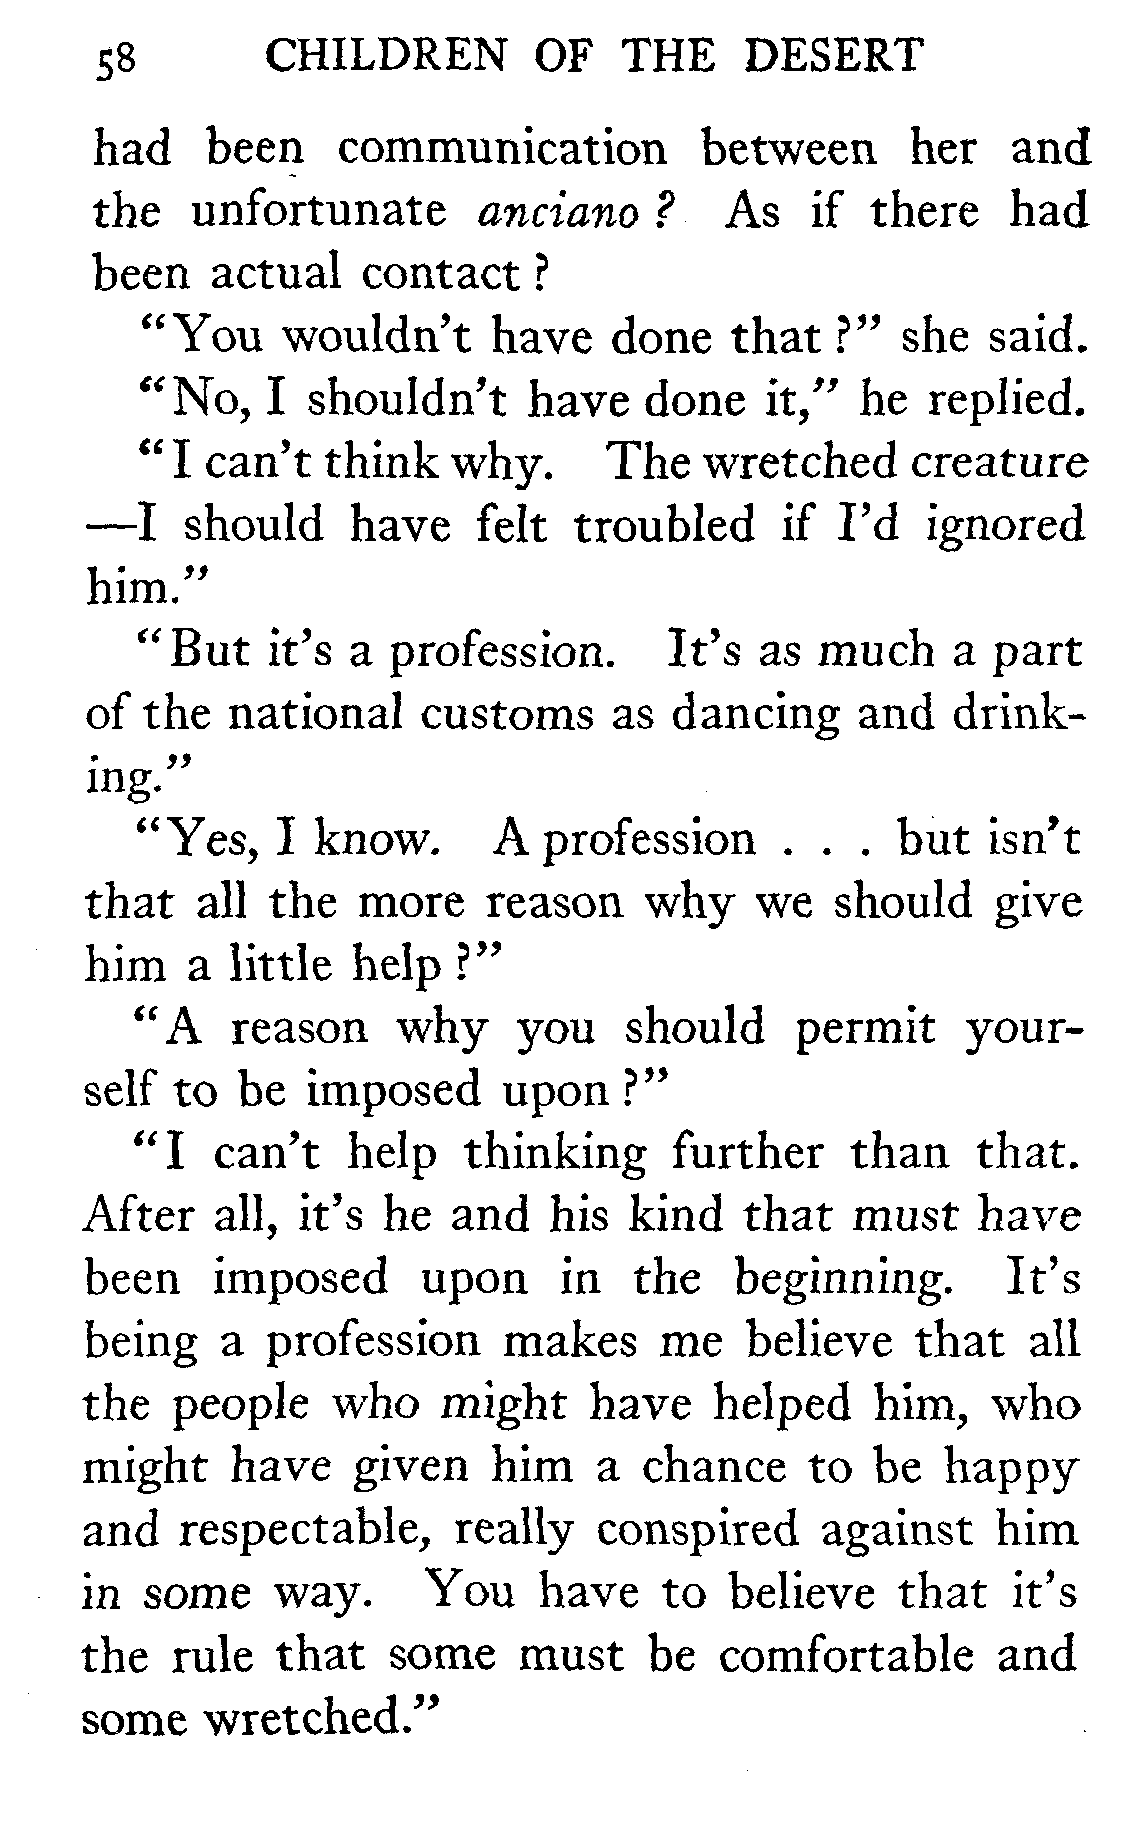 58 CHILDREN OF THE DESERT
had been communication between her and
the unfortunate anciano? As if there had
been actual contact?
“You wouldn’t have done that?” she said.
“No, I shouldn’t have done it,” he replied.
“I can’t think why. The wretched creature
—I should have felt troubled if I’d ignored
him.”
“But it’s a profession. It’s as much a part
of the national customs as dancing and drink-
ing.”
“Yes, I know. A profession . . . but isn’t
that all the more reason why we should give
him a little help?”
“A reason why you should permit your-
self to be imposed upon?”
“I can’t help thinking further than that.
After all, it’s he and his kind that must have
been imposed upon in the beginning. It’s
being a profession makes me believe that all
the people who might have helped him, who
might have given him a chance to be happy
and respectable, really conspired against him
in some way. You have to believe that it’s
the rule that some must be comfortable and
some wretched.”